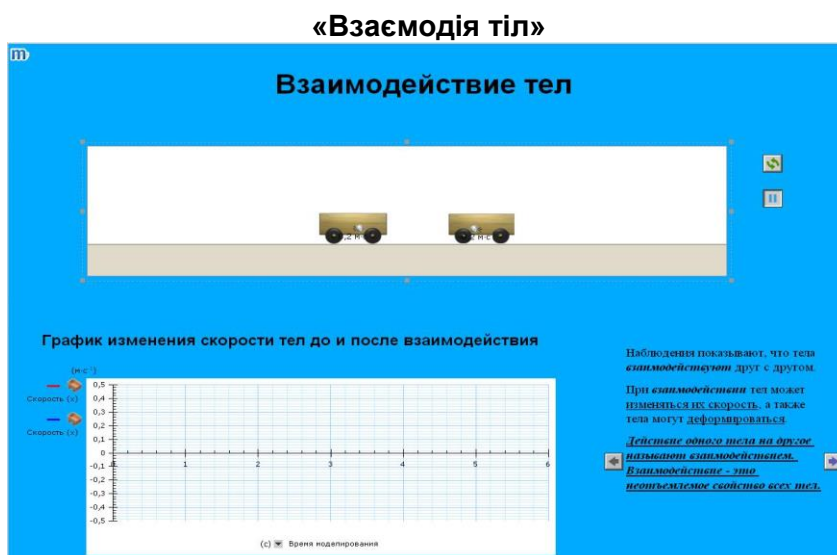 «Взаємодія тіл»
m
Взаимодействие тел
,2 м
2 м·с
График изменения скорости тел до и после взаимодействия
(м·с⁻¹)
Скорость (x)
Скорость (x)
0,5
0,4
0,3
0,2
0,1
0
-0,1
-0,2
-0,3
-0,4
-0,5
1 2 3 4 5 6
(с) Время моделирования
Наблюдения показывают, что тела
взаимодействуют друг с другом.
При взаимодействии тел может
изменяться их скорость, а также
тела могут деформироваться.
Действие одного тела на другое
называют взаимодействием.
Взаимодействие - это
неотъемлемое свойство всех тел.